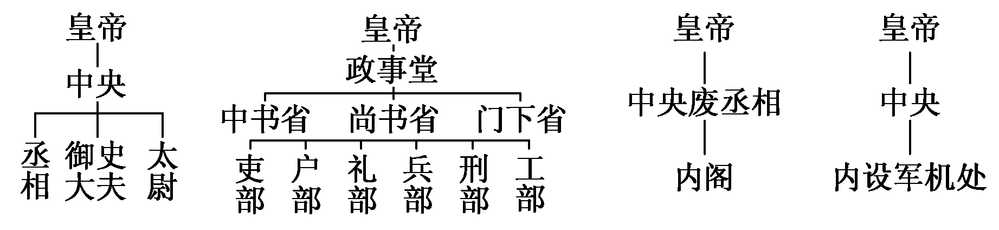 皇帝
中央
丞相
御史大夫
太尉
皇帝
政事堂
中书省 尚书省 门下省
吏部 户部 礼部 兵部 刑部 工部
皇帝
中央废丞相
内阁
皇帝
中央
内设军机处